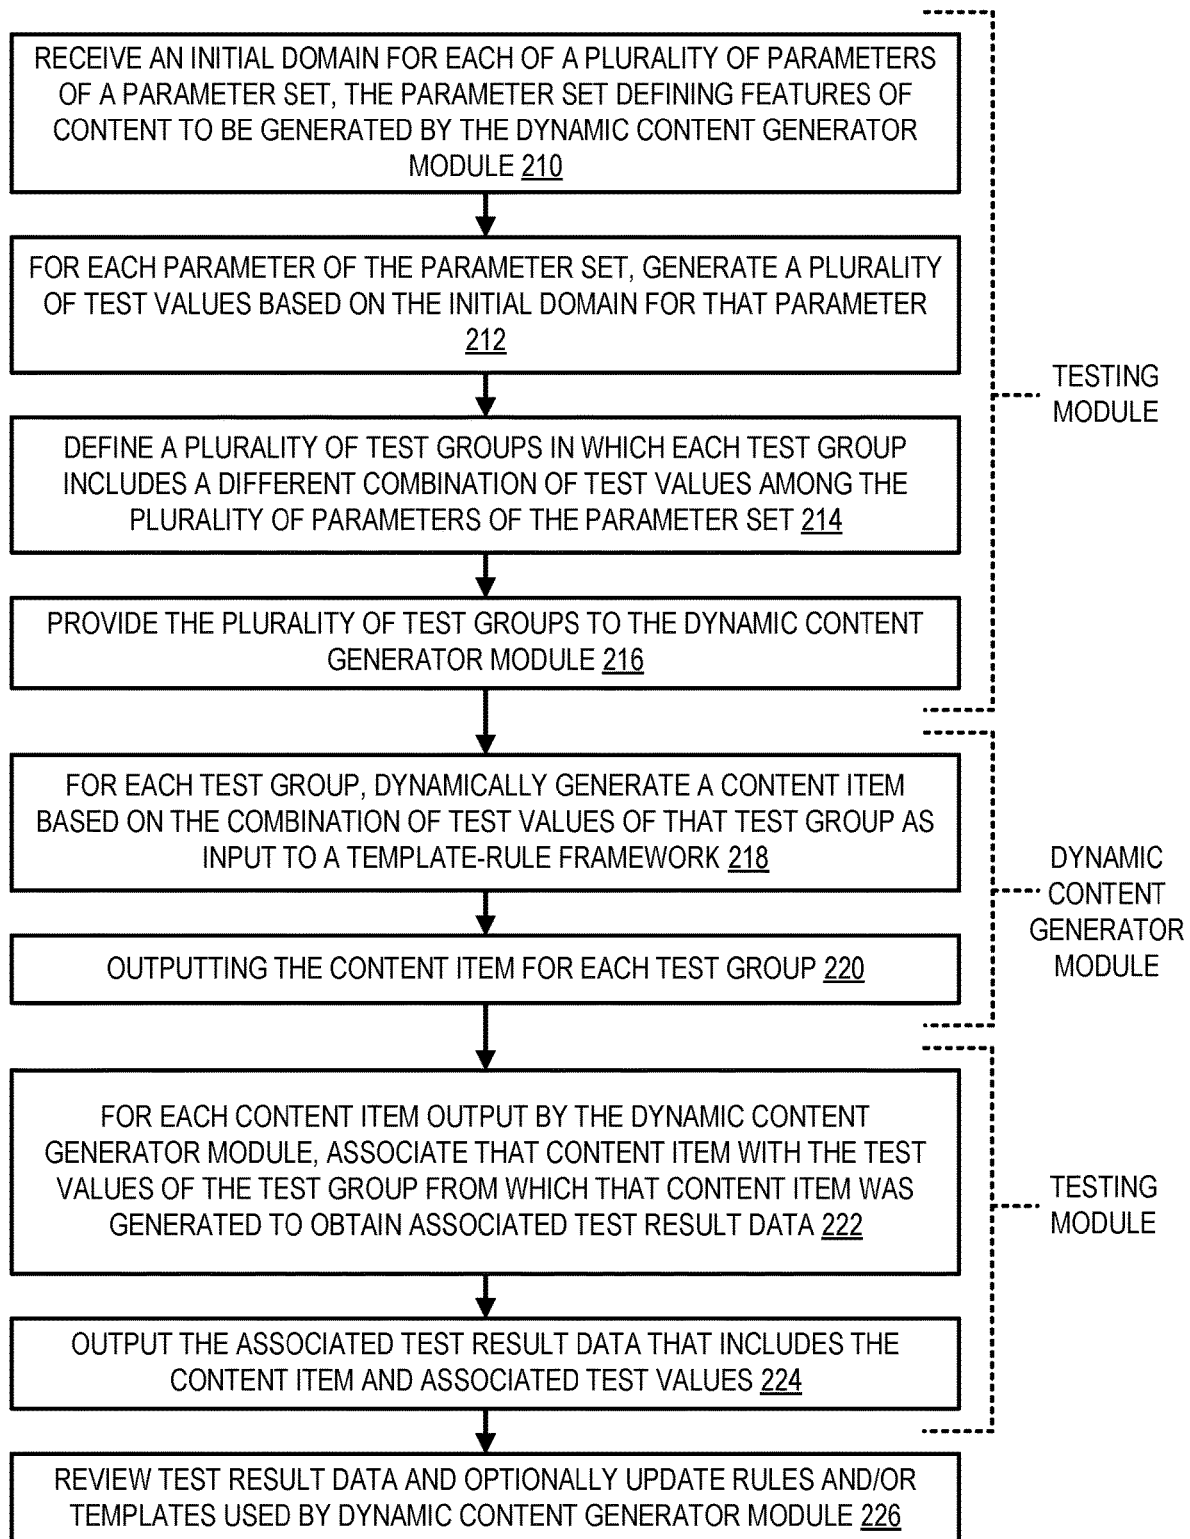 RECEIVE AN INITIAL DOMAIN FOR EACH OF A PLURALITY OF PARAMETERS
OF A PARAMETER SET, THE PARAMETER SET DEFINING FEATURES OF
CONTENT TO BE GENERATED BY THE DYNAMIC CONTENT GENERATOR
MODULE 210
FOR EACH PARAMETER OF THE PARAMETER SET, GENERATE A PLURALITY
OF TEST VALUES BASED ON THE INITIAL DOMAIN FOR THAT PARAMETER
212
DEFINE A PLURALITY OF TEST GROUPS IN WHICH EACH TEST GROUP
INCLUDES A DIFFERENT COMBINATION OF TEST VALUES AMONG THE
PLURALITY OF PARAMETERS OF THE PARAMETER SET 214
PROVIDE THE PLURALITY OF TEST GROUPS TO THE DYNAMIC CONTENT
GENERATOR MODULE 216
TESTING
MODULE
FOR EACH TEST GROUP, DYNAMICALLY GENERATE A CONTENT ITEM
BASED ON THE COMBINATION OF TEST VALUES OF THAT TEST GROUP AS
INPUT TO A TEMPLATE-RULE FRAMEWORK 218
OUTPUTTING THE CONTENT ITEM FOR EACH TEST GROUP 220
DYNAMIC
CONTENT
GENERATOR
MODULE
FOR EACH CONTENT ITEM OUTPUT BY THE DYNAMIC CONTENT
GENERATOR MODULE, ASSOCIATE THAT CONTENT ITEM WITH THE TEST
VALUES OF THE TEST GROUP FROM WHICH THAT CONTENT ITEM WAS
GENERATED TO OBTAIN ASSOCIATED TEST RESULT DATA 222
OUTPUT THE ASSOCIATED TEST RESULT DATA THAT INCLUDES THE
CONTENT ITEM AND ASSOCIATED TEST VALUES 224
TESTING
MODULE
REVIEW TEST RESULT DATA AND OPTIONALLY UPDATE RULES AND/OR
TEMPLATES USED BY DYNAMIC CONTENT GENERATOR MODULE 226